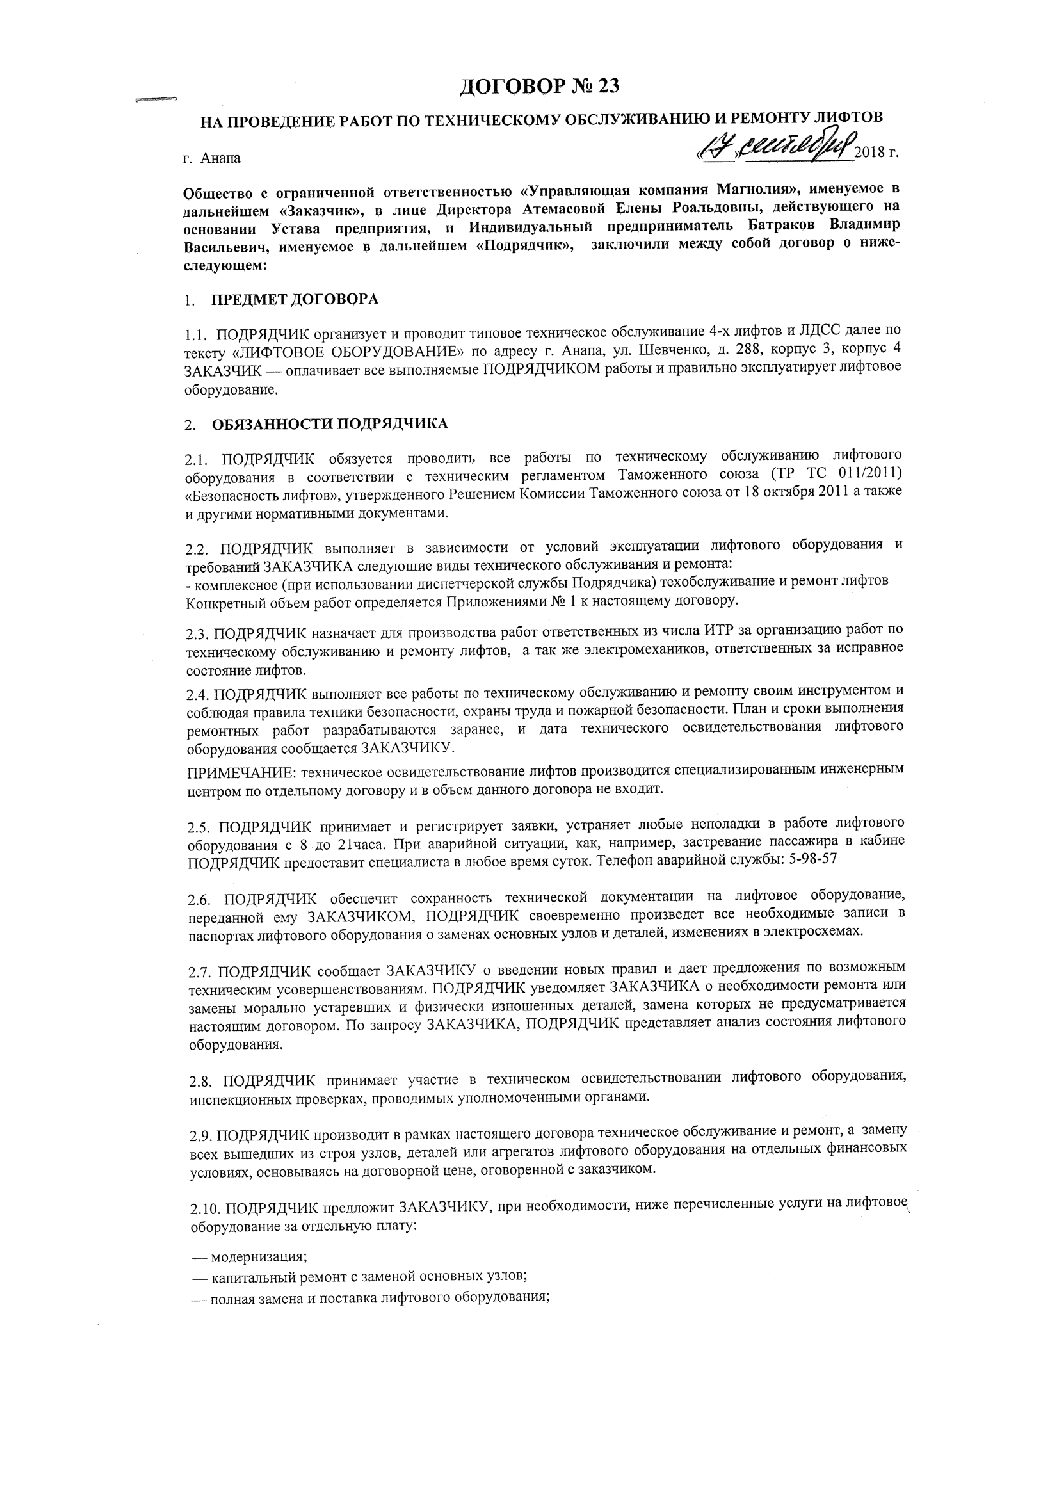 ДОГОВОР № 23
НА ПРОВЕДЕНИЕ РАБОТ ПО ТЕХНИЧЕСКОМУ ОБСЛУЖИВАНИЮ И РЕМОНТУ ЛИФТОВ
г. Анапа «17» сентября 2018 г.
Общество с ограниченной ответственностью «Управляющая компания Магнолия», именуемое в
дальнейшем «Заказчик», в лице Директора Атемасовой Елены Роальдовны, действующего на
основании Устава предприятия, и Индивидуальный предприниматель Батраков Владимир
Васильевич, именуемое в дальнейшем «Подрядчик», заключили между собой договор о ниже-
следующем:
1. ПРЕДМЕТ ДОГОВОРА
1.1. ПОДРЯДЧИК организует и проводит типовое техническое обслуживание 4-х лифтов и ЛДСС далее по
тексту «ЛИФТОВОЕ ОБОРУДОВАНИЕ» по адресу г. Анапа, ул. Шевченко, д. 288, корпус 3, корпус 4
ЗАКАЗЧИК — оплачивает все выполняемые ПОДРЯДЧИКОМ работы и правильно эксплуатирует лифтовое
оборудование.
2. ОБЯЗАННОСТИ ПОДРЯДЧИКА
2.1. ПОДРЯДЧИК обязуется проводить все работы по техническому обслуживанию лифтового
оборудования в соответствии с техническим регламентом Таможенного союза (ТР ТС 011/2011)
«Безопасность лифтов», утвержденного Решением Комиссии Таможенного союза от 18 октября 2011 а также
и другими нормативными документами.
2.2. ПОДРЯДЧИК выполняет в зависимости от условий эксплуатации лифтового оборудования и
требований ЗАКАЗЧИКА следующие виды технического обслуживания и ремонта:
- комплексное (при использовании диспетчерской службы Подрядчика) техобслуживание и ремонт лифтов
Конкретный объем работ определяется Приложениями № 1 к настоящему договору.
2.3. ПОДРЯДЧИК назначает для производства работ ответственных из числа ИТР за организацию работ по
техническому обслуживанию и ремонту лифтов, а так же электромехаников, ответственных за исправное
состояние лифтов.
2.4. ПОДРЯДЧИК выполняет все работы по техническому обслуживанию и ремонту своим инструментом и
соблюдая правила техники безопасности, охраны труда и пожарной безопасности. План и сроки выполнения
ремонтных работ разрабатываются заранее, и дата технического освидетельствования лифтового
оборудования сообщается ЗАКАЗЧИКУ.
ПРИМЕЧАНИЕ: техническое освидетельствование лифтов производится специализированным инженерным
центром по отдельному договору и в объем данного договора не входит.
2.5. ПОДРЯДЧИК принимает и регистрирует заявки, устраняет любые неполадки в работе лифтового
оборудования с 8 до 21часа. При аварийной ситуации, как, например, застревание пассажира в кабине
ПОДРЯДЧИК предоставит специалиста в любое время суток. Телефон аварийной службы: 5-98-57
2.6. ПОДРЯДЧИК обеспечит сохранность технической документации на лифтовое оборудование,
переданной ему ЗАКАЗЧИКОМ, ПОДРЯДЧИК своевременно произведет все необходимые записи в
паспортах лифтового оборудования о заменах основных узлов и деталей, изменениях в электросхемах.
2.7. ПОДРЯДЧИК сообщает ЗАКАЗЧИКУ о введении новых правил и дает предложения по возможным
техническим усовершенствованиям. ПОДРЯДЧИК уведомляет ЗАКАЗЧИКА о необходимости ремонта или
замены морально устаревших и физически изношенных деталей, замена которых не предусматривается
настоящим договором. По запросу ЗАКАЗЧИКА, ПОДРЯДЧИК представляет анализ состояния лифтового
оборудования.
2.8. ПОДРЯДЧИК принимает участие в техническом освидетельствовании лифтового оборудования,
инспекционных проверках, проводимых уполномоченными органами.
2.9. ПОДРЯДЧИК производит в рамках настоящего договора техническое обслуживание и ремонт, а замену
всех вышедших из строя узлов, деталей или агрегатов лифтового оборудования на отдельных финансовых
условиях, основываясь на договорной цене, оговоренной с заказчиком.
2.10. ПОДРЯДЧИК предложит ЗАКАЗЧИКУ, при необходимости, ниже перечисленные услуги на лифтовое
оборудование за отдельную плату:
— модернизация;
— капитальный ремонт с заменой основных узлов;
— полная замена и поставка лифтового оборудования;